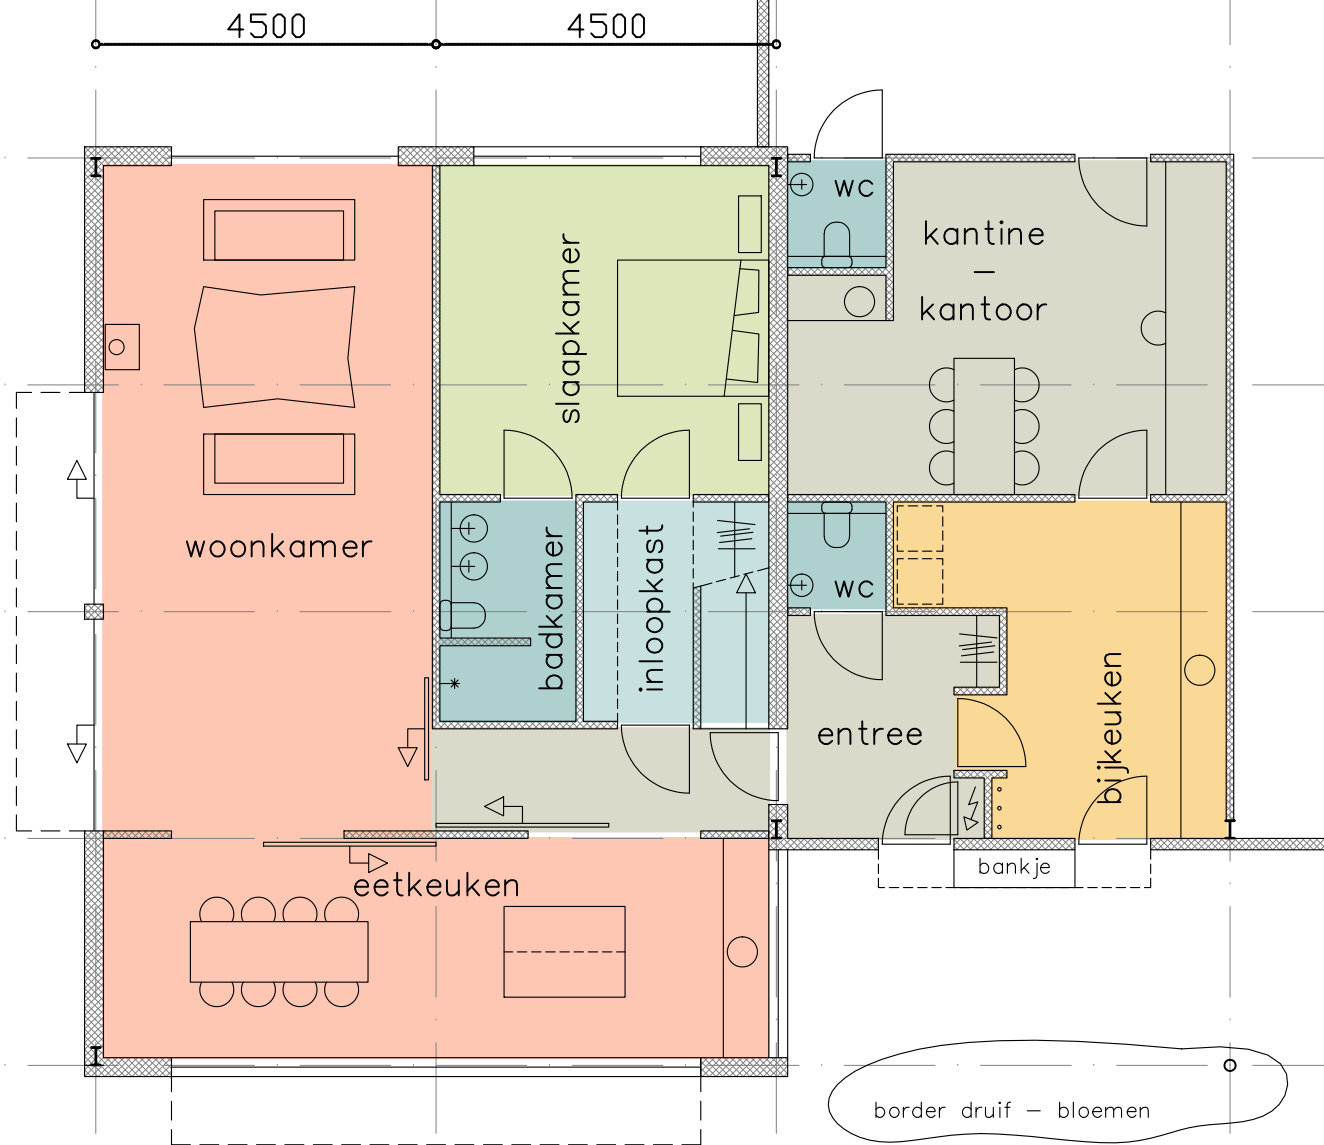 4500 4500
wc
kantine
–
kantoor
slaapkamer
woonkamer
badkamer
inloopkast
wc
entree
bijkeuken
bankje
eetkeuken
border druif – bloemen